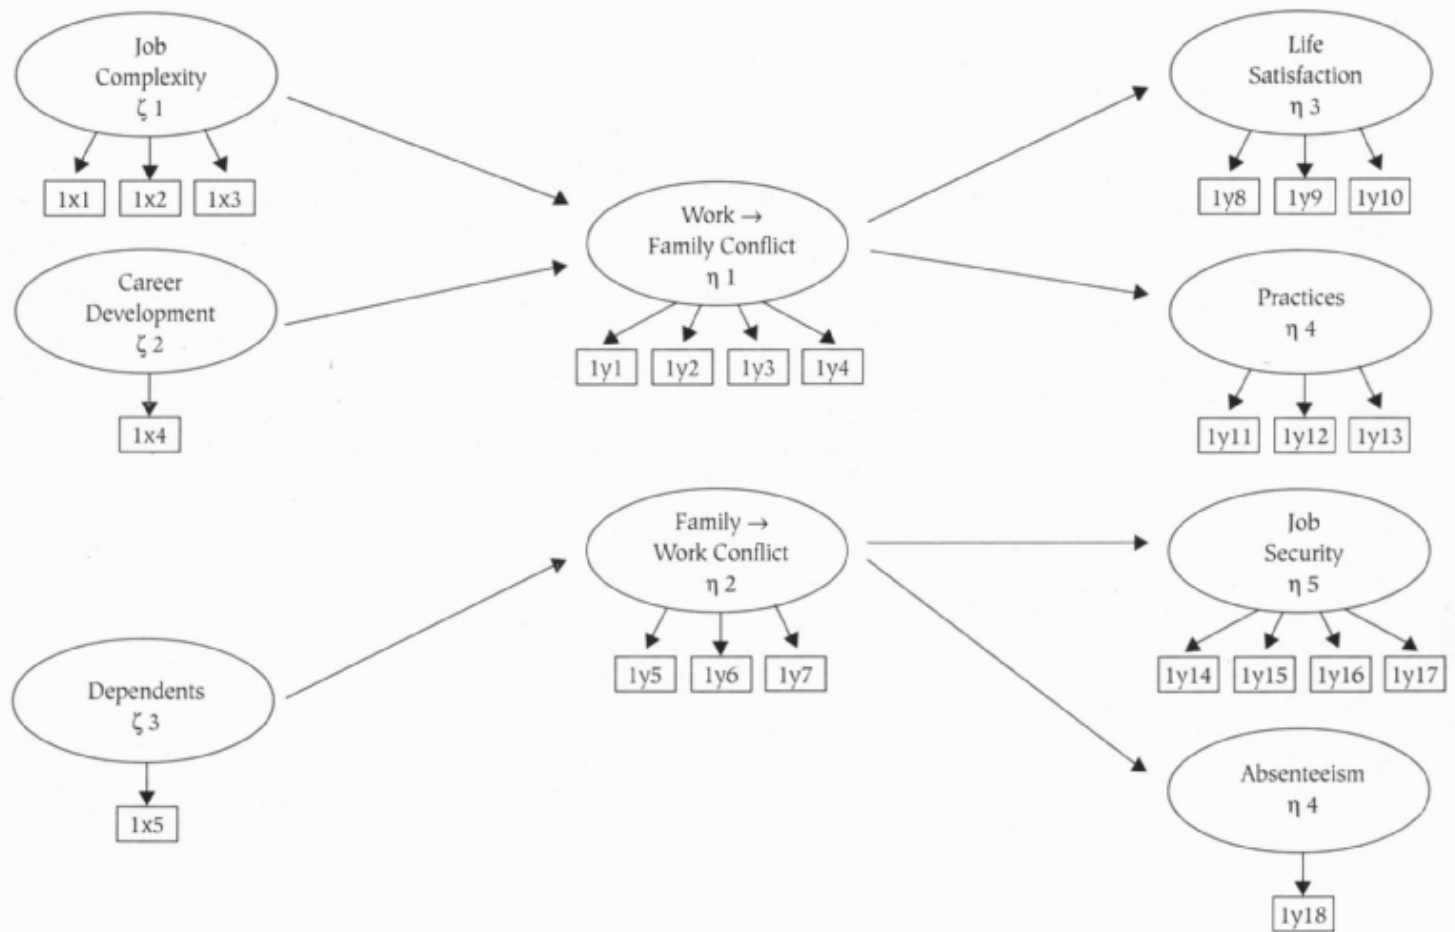 Job
Complexity
ζ 1
1x1 1x2 1x3
Career
Development
ζ 2
1x4
Dependents
ζ 3
1x5
Work →
Family Conflict
η 1
1y1 1y2 1y3 1y4
Family →
Work Conflict
η 2
1y5 1y6 1y7
Life
Satisfaction
η 3
1y8 1y9 1y10
Practices
η 4
1y11 1y12 1y13
Job
Security
η 5
1y14 1y15 1y16 1y17
Absenteeism
η 4
1y18